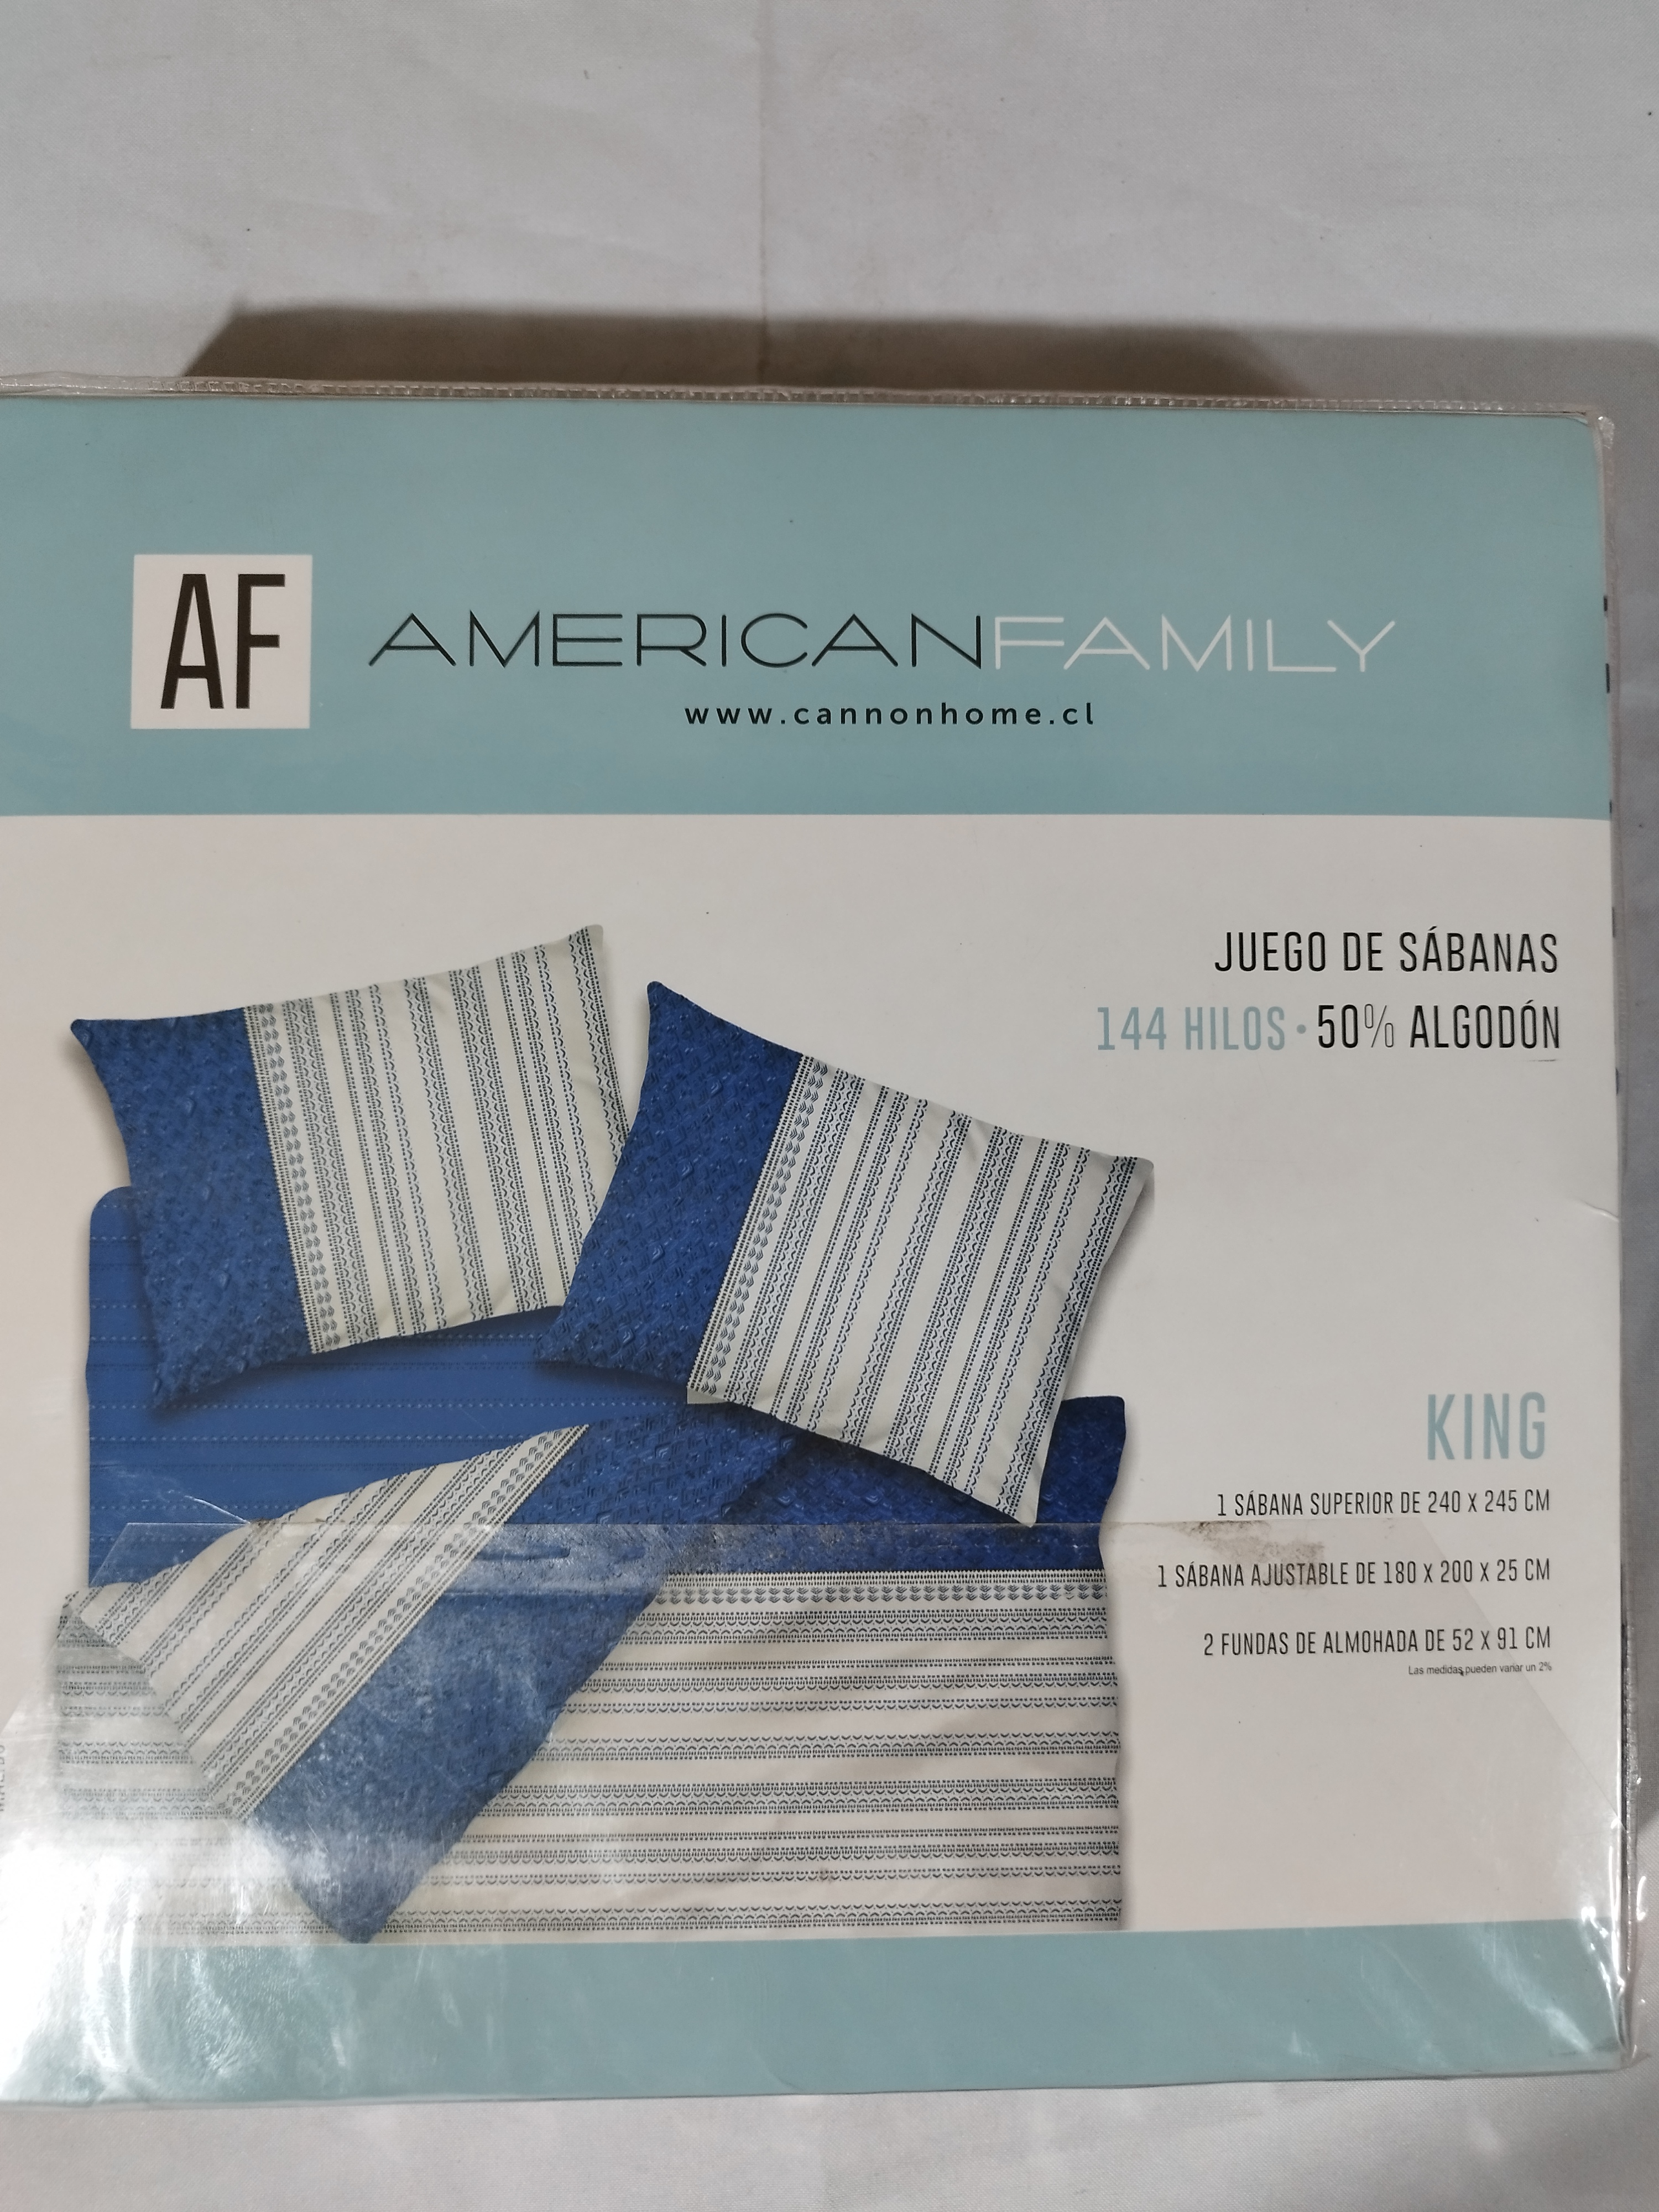 AF
AMERICANFAMILY
www.cannonhome.cl
JUEGO DE SÁBANAS
144 HILOS • 50% ALGODÓN
KING
1 SÁBANA SUPERIOR DE 240 X 245 CM
1 SÁBANA AJUSTABLE DE 180 X 200 X 25 CM
2 FUNDAS DE ALMOHADA DE 52 X 91 CM
Las medidas pueden variar un 2%